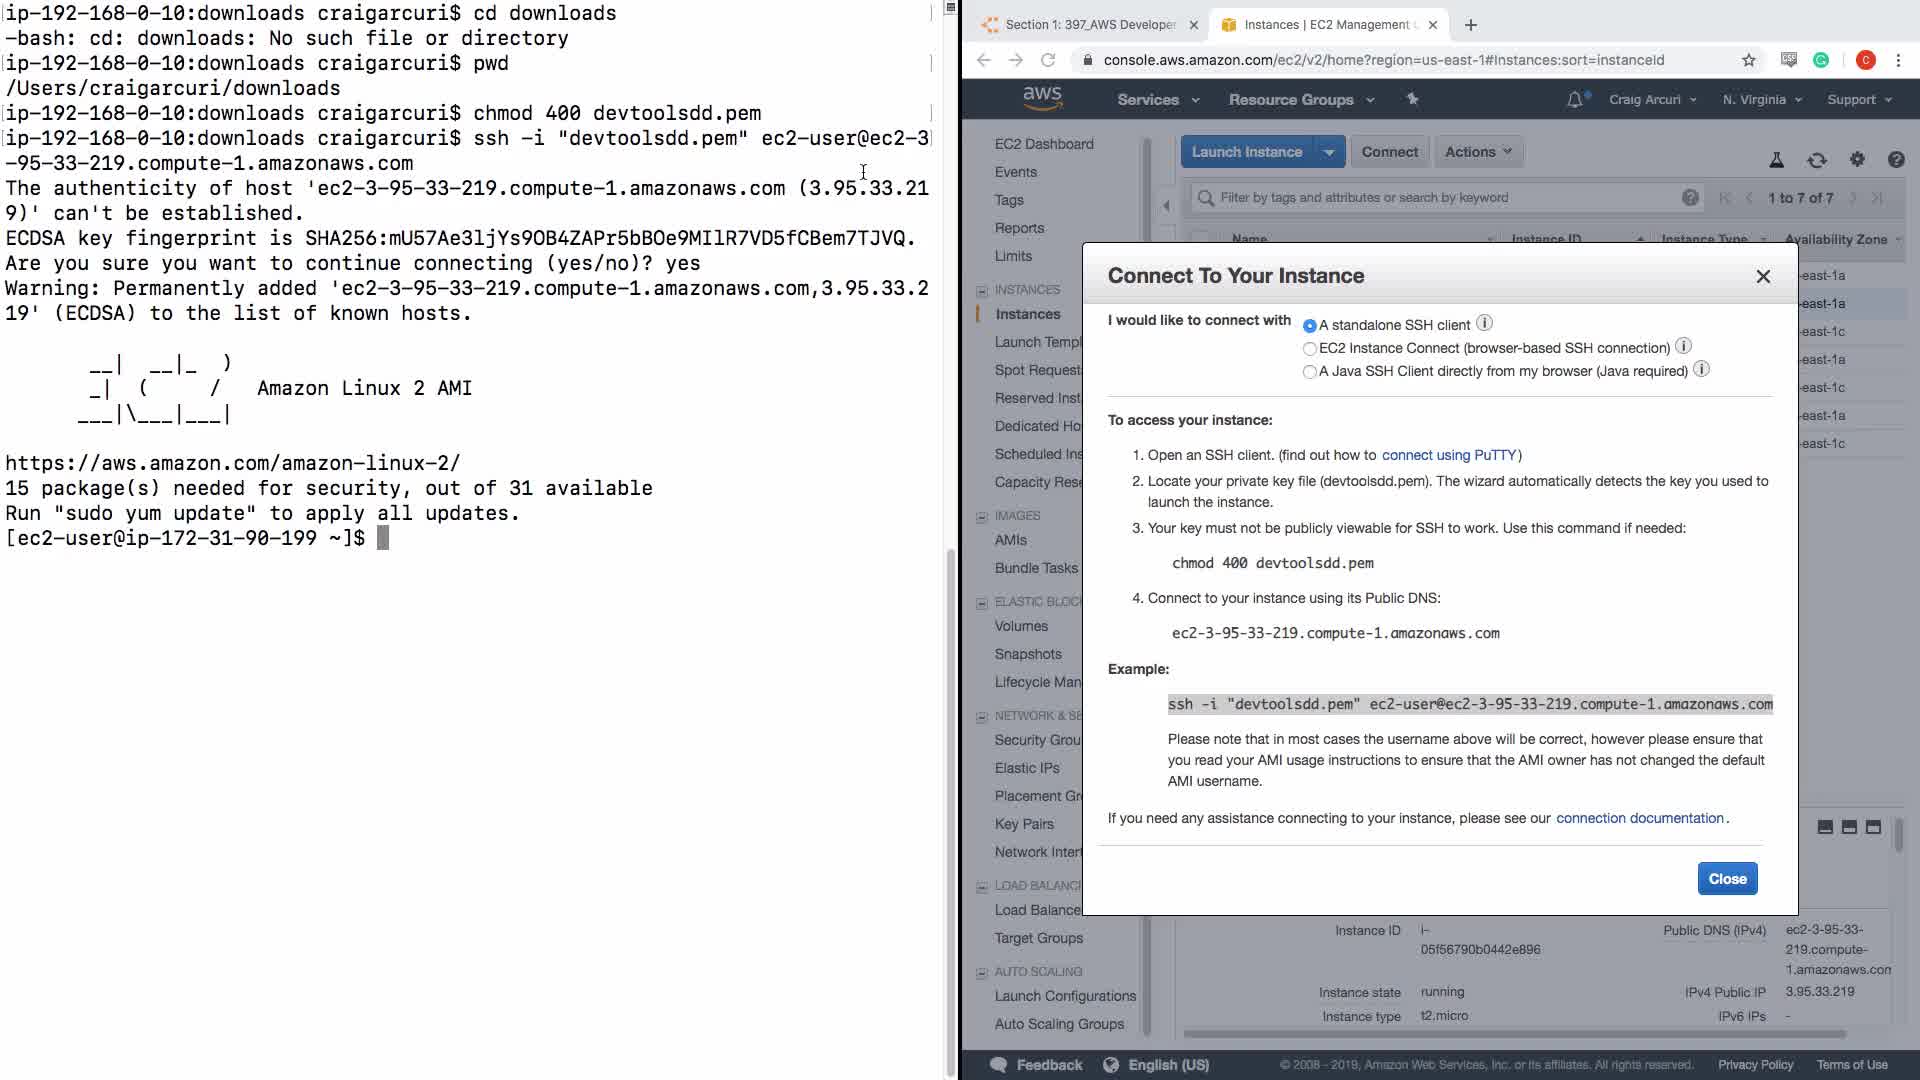 ip-192-168-0-10:downloads craigarcuri$ cd downloads
-bash: cd: downloads: No such file or directory
ip-192-168-0-10:downloads craigarcuri$ pwd
/Users/craigarcuri/downloads
ip-192-168-0-10:downloads craigarcuri$ chmod 400 devtoolsdd.pem
ip-192-168-0-10:downloads craigarcuri$ ssh -i "devtoolsdd.pem" ec2-user@ec2-3
-95-33-219.compute-1.amazonaws.com
The authenticity of host 'ec2-3-95-33-219.compute-1.amazonaws.com (3.95.33.21
9)' can't be established.
ECDSA key fingerprint is SHA256:mU57Ae3ljYs9OB4ZAPr5bBOe9MIlR7VD5fCBem7TJVQ.
Are you sure you want to continue connecting (yes/no)? yes
Warning: Permanently added 'ec2-3-95-33-219.compute-1.amazonaws.com,3.95.33.2
19' (ECDSA) to the list of known hosts.
__|  __|_  )
_|  (     /   Amazon Linux 2 AMI
___|\___|___|
https://aws.amazon.com/amazon-linux-2/
15 package(s) needed for security, out of 31 available
Run "sudo yum update" to apply all updates.
[ec2-user@ip-172-31-90-199 ~]$
Section 1: 397_AWS Develope
Instances | EC2 Management
console.aws.amazon.com/ec2/v2/home?region=us-east-1#Instances:sort=instanceId
C
aws
Services
Resource Groups
Craig Arcuri
N. Virginia
Support
EC2 Dashboard
Events
Tags
Reports
Limits
INSTANCES
Instances
Launch Templ
Spot Request
Reserved Inst
Dedicated Ho
Scheduled Ins
Capacity Rese
IMAGES
AMIs
Bundle Tasks
ELASTIC BLOC
Volumes
Snapshots
Lifecycle Man
NETWORK & SE
Security Grou
Elastic IPs
Placement Gr
Key Pairs
Network Interf
LOAD BALANCI
Load Balance
Target Groups
AUTO SCALING
Launch Configurations
Auto Scaling Groups
Launch Instance
Connect
Actions
Filter by tags and attributes or search by keyword
1 to 7 of 7
Name
Instance ID
Instance Type
Availability Zone
-east-1a
-east-1a
-east-1c
-east-1a
-east-1c
-east-1a
-east-1c
Connect To Your Instance
I would like to connect with
A standalone SSH client
EC2 Instance Connect (browser-based SSH connection)
A Java SSH Client directly from my browser (Java required)
To access your instance:
1. Open an SSH client. (find out how to connect using PuTTY)
2. Locate your private key file (devtoolsdd.pem). The wizard automatically detects the key you used to
launch the instance.
3. Your key must not be publicly viewable for SSH to work. Use this command if needed:
chmod 400 devtoolsdd.pem
4. Connect to your instance using its Public DNS:
ec2-3-95-33-219.compute-1.amazonaws.com
Example:
ssh -i "devtoolsdd.pem" ec2-user@ec2-3-95-33-219.compute-1.amazonaws.com
Please note that in most cases the username above will be correct, however please ensure that
you read your AMI usage instructions to ensure that the AMI owner has not changed the default
AMI username.
If you need any assistance connecting to your instance, please see our connection documentation.
Close
Instance ID
i-
05f56790b0442e896
Public DNS (IPv4)
ec2-3-95-33-
219.compute-
1.amazonaws.com
Instance state
running
IPv4 Public IP
3.95.33.219
Instance type
t2.micro
IPv6 IPs
-
Feedback
English (US)
© 2008 - 2019, Amazon Web Services, Inc. or its affiliates. All rights reserved.
Privacy Policy
Terms of Use